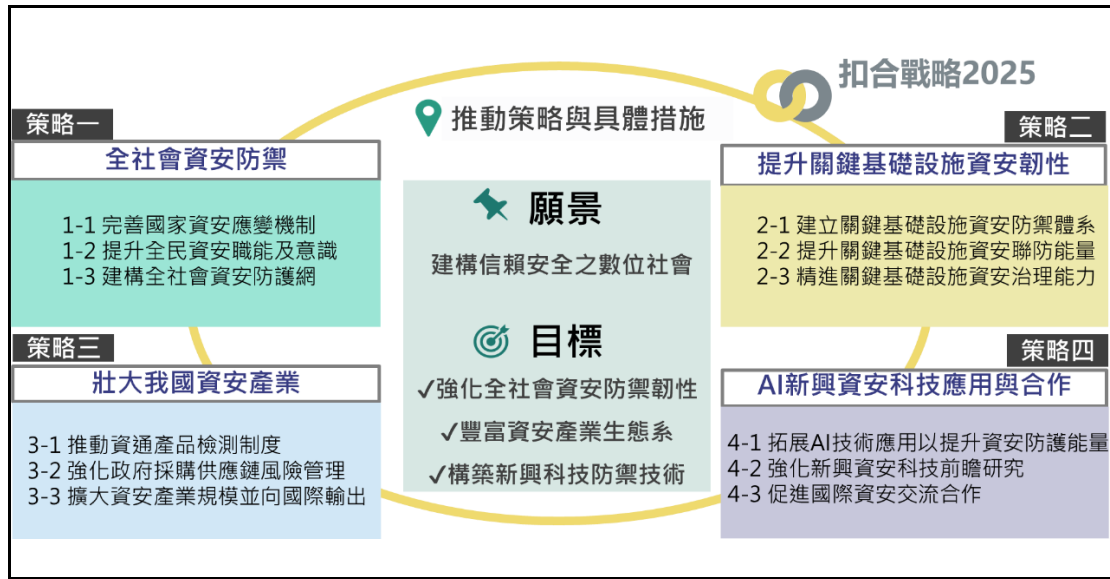 扣合戰略2025
推動策略與具體措施
策略一
全社會資安防禦
1-1 完善國家資安應變機制
1-2 提升全民資安職能及意識
1-3 建構全社會資安防護網
願景
建構信賴安全之數位社會
目標
✓強化全社會資安防禦韌性
✓豐富資安產業生態系
✓構築新興科技防禦技術
策略二
提升關鍵基礎設施資安韌性
2-1 建立關鍵基礎設施資安防禦體系
2-2 提升關鍵基礎設施資安聯防能量
2-3 精進關鍵基礎設施資安治理能力
策略三
壯大我國資安產業
3-1 推動資通產品檢測制度
3-2 強化政府採購供應鏈風險管理
3-3 擴大資安產業規模並向國際輸出
策略四
AI新興資安科技應用與合作
4-1 拓展AI技術應用以提升資安防護能量
4-2 強化新興資安科技前瞻研究
4-3 促進國際資安交流合作